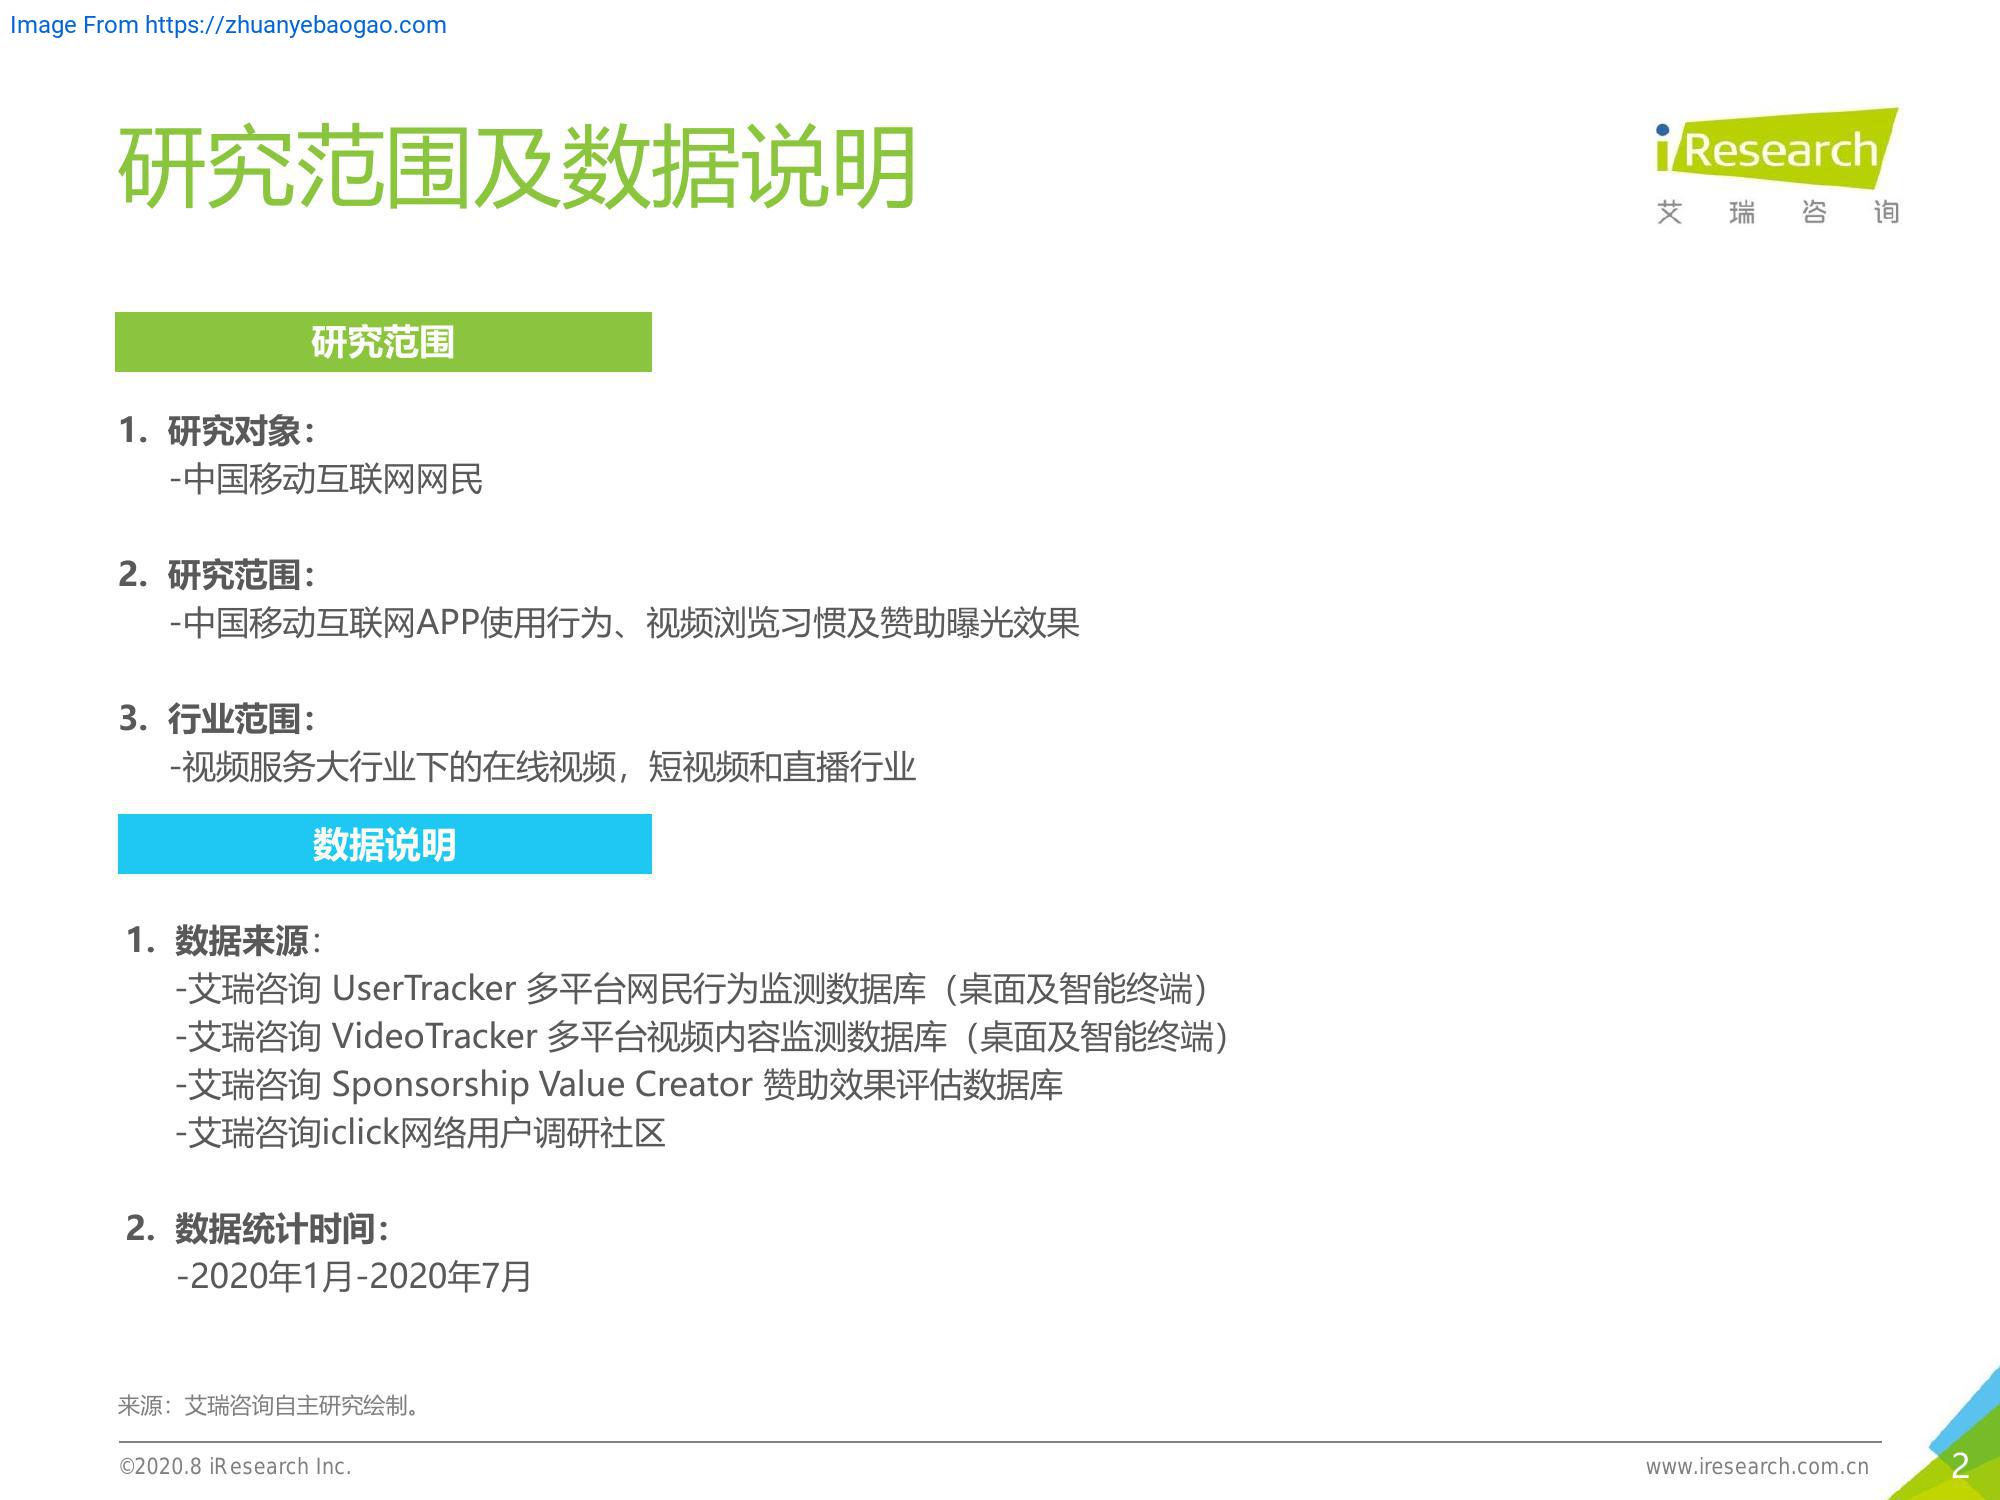 Image From https://zhuanyebaogao.com
研究范围及数据说明
iResearch
艾瑞咨询
研究范围
1. 研究对象：
-中国移动互联网网民
2. 研究范围：
-中国移动互联网APP使用行为、视频浏览习惯及赞助曝光效果
3. 行业范围：
-视频服务大行业下的在线视频，短视频和直播行业
数据说明
1. 数据来源：
-艾瑞咨询 UserTracker 多平台网民行为监测数据库（桌面及智能终端）
-艾瑞咨询 VideoTracker 多平台视频内容监测数据库（桌面及智能终端）
-艾瑞咨询 Sponsorship Value Creator 赞助效果评估数据库
-艾瑞咨询iclick网络用户调研社区
2. 数据统计时间：
-2020年1月-2020年7月
来源：艾瑞咨询自主研究绘制。
©2020.8 iResearch Inc.
www.iresearch.com.cn
2